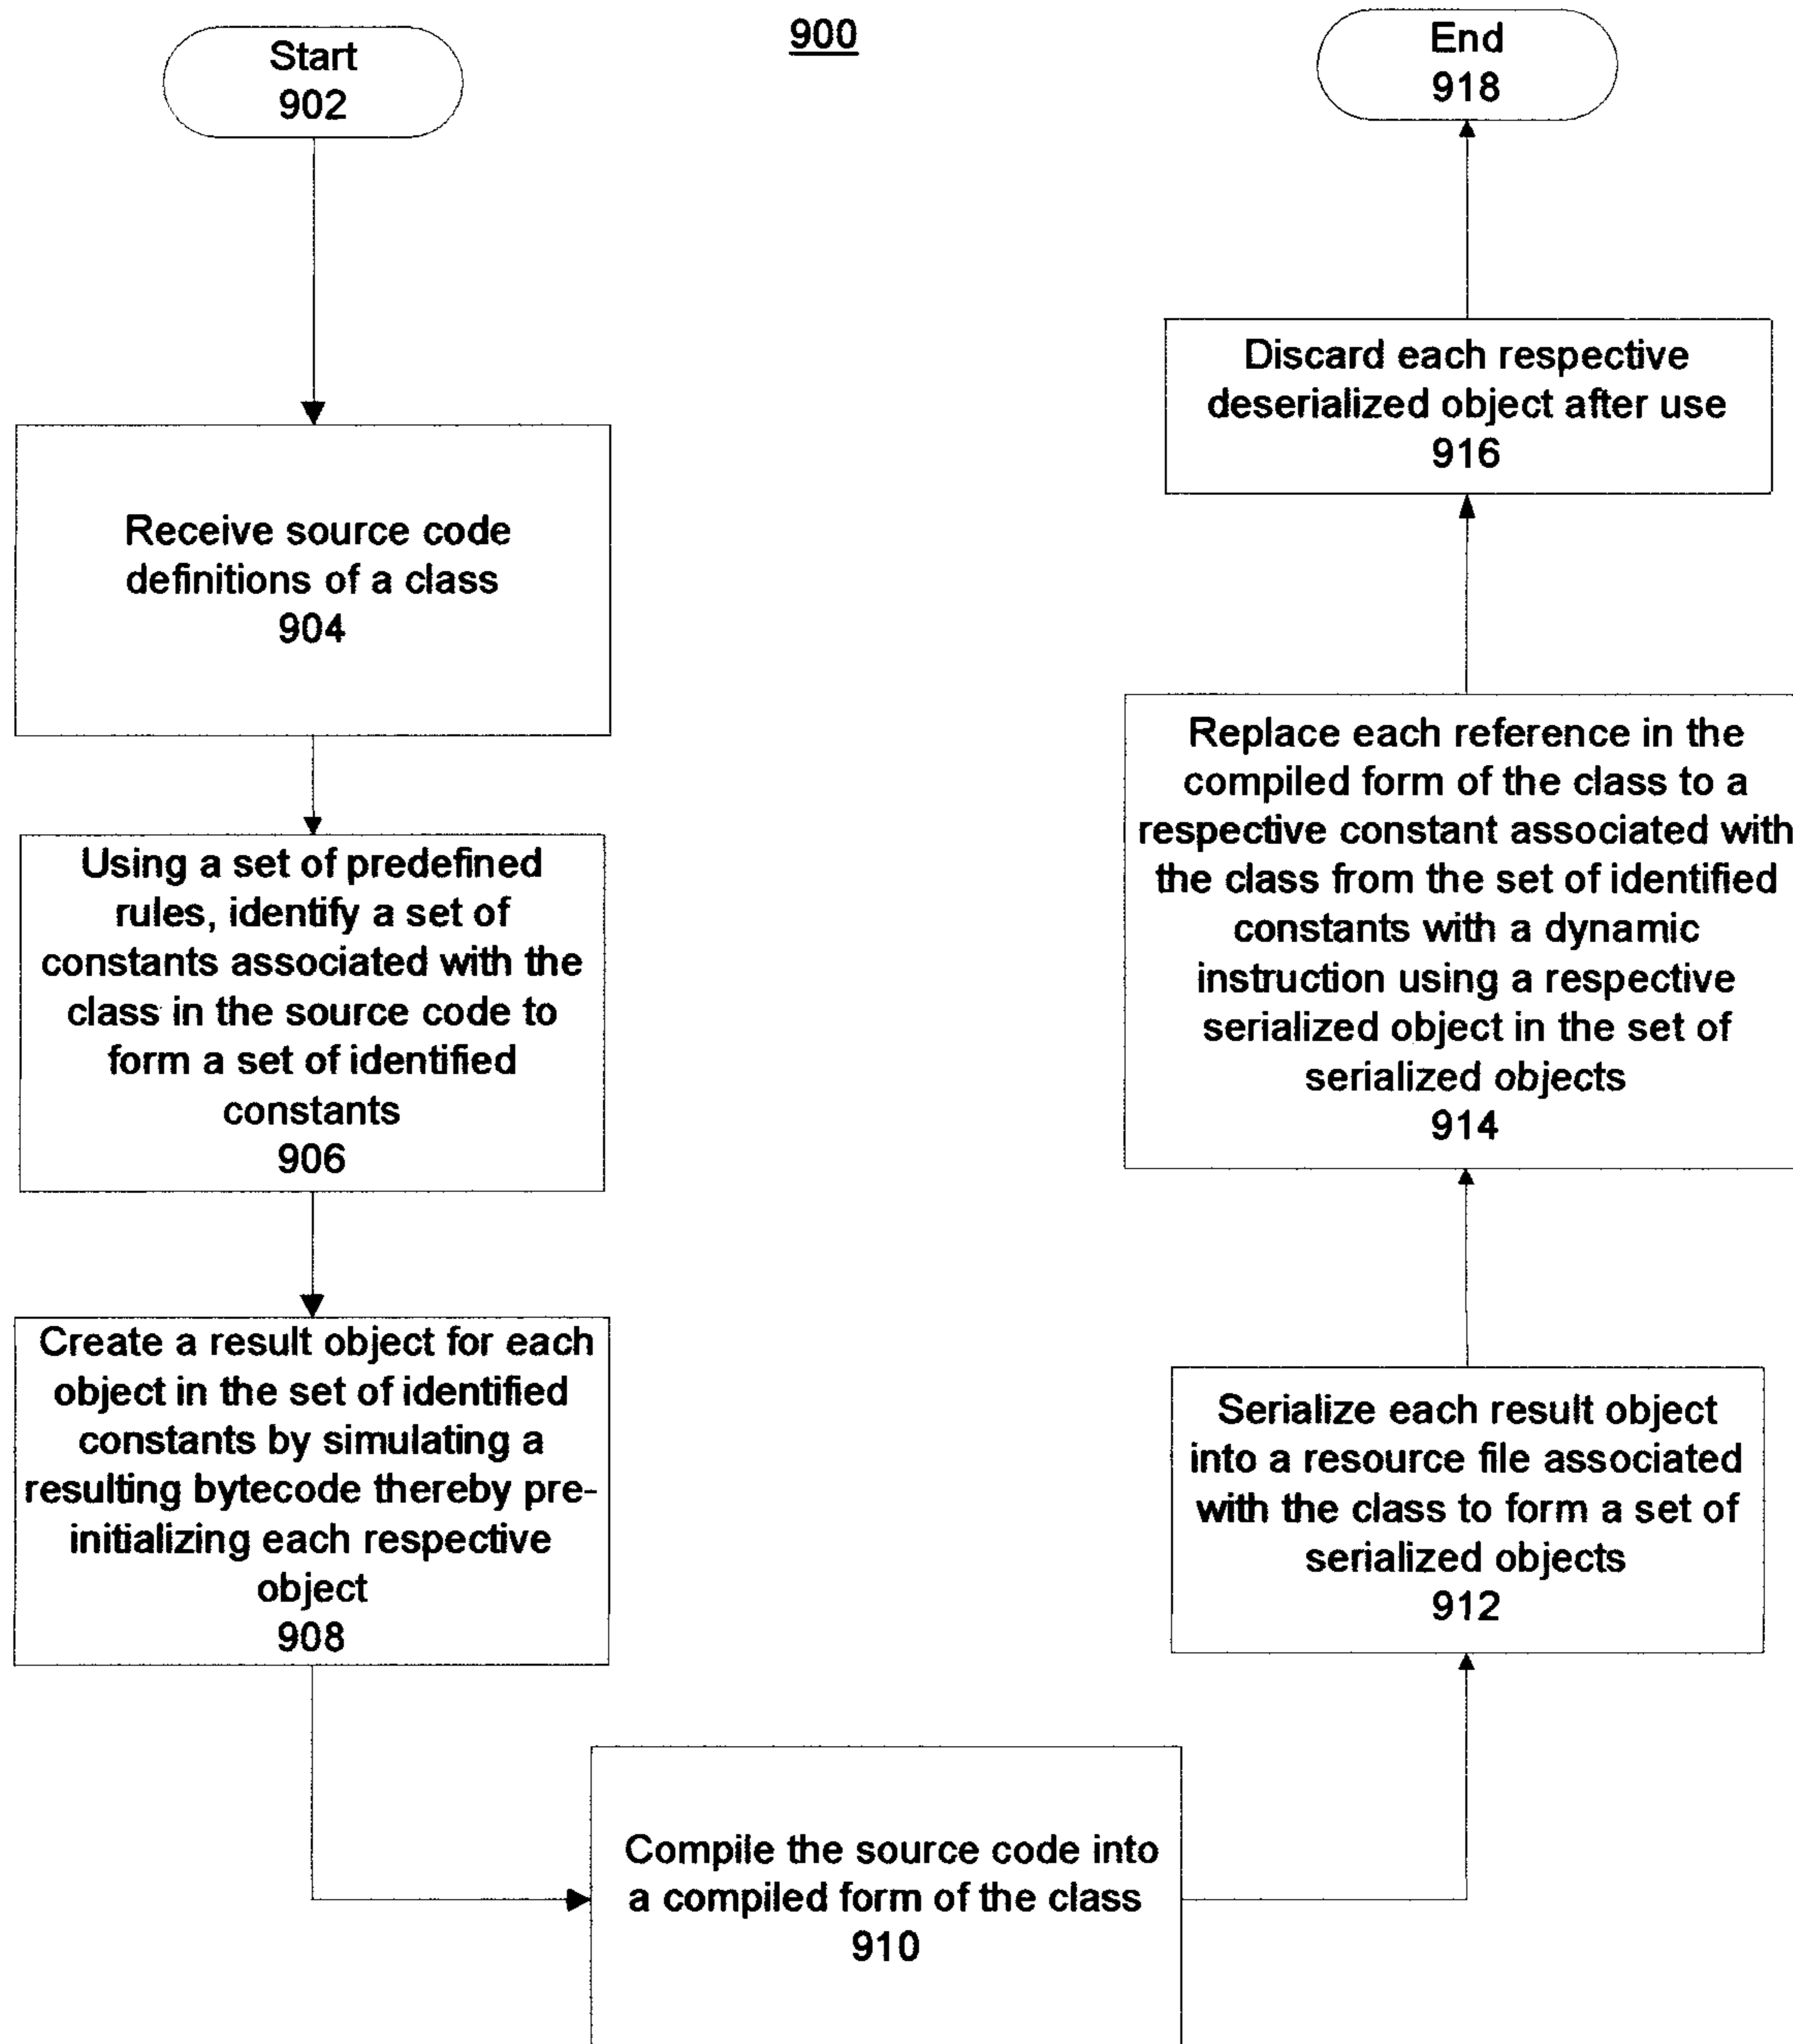 900
Start
902
Receive source code
definitions of a class
904
Using a set of predefined
rules, identify a set of
constants associated with the
class in the source code to
form a set of identified
constants
906
Create a result object for each
object in the set of identified
constants by simulating a
resulting bytecode thereby pre-
initializing each respective
object
908
Compile the source code into
a compiled form of the class
910
Serialize each result object
into a resource file associated
with the class to form a set of
serialized objects
912
Replace each reference in the
compiled form of the class to a
respective constant associated with
the class from the set of identified
constants with a dynamic
instruction using a respective
serialized object in the set of
serialized objects
914
Discard each respective
deserialized object after use
916
End
918